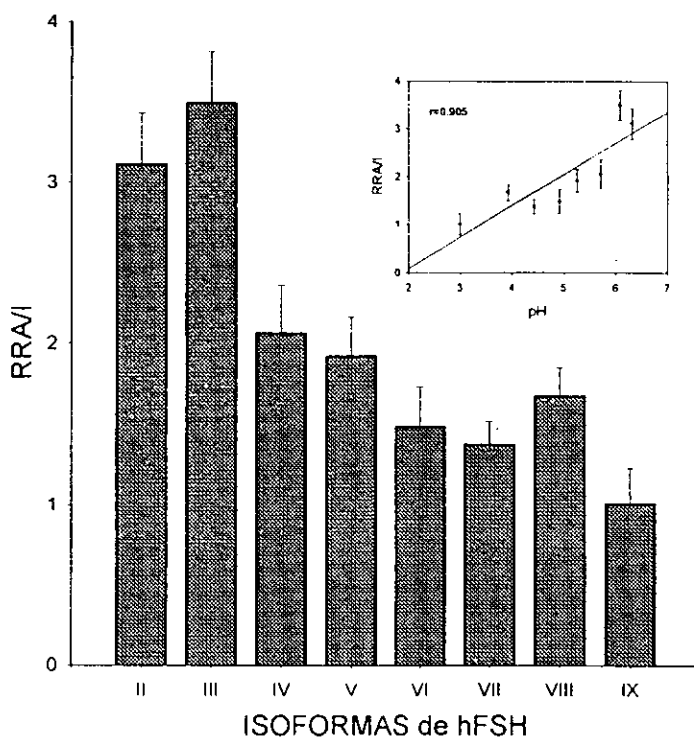 4
3
2
1
0
RRA/I
II III IV V VI VII VIII IX
ISOFORMAS de hFSH
4
3
2
1
0
RRA/I
r=0.905
2 3 4 5 6 7
pH